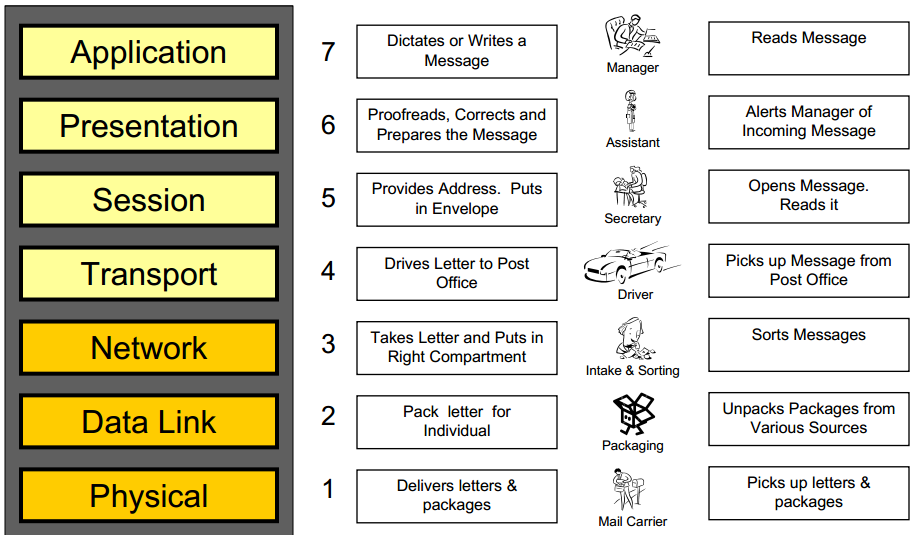 Application
7
Dictates or Writes a
Message
Manager
Reads Message
Presentation
6
Proofreads, Corrects and
Prepares the Message
Assistant
Alerts Manager of
Incoming Message
Session
5
Provides Address.  Puts
in Envelope
Secretary
Opens Message.
Reads it
Transport
4
Drives Letter to Post
Office
Driver
Picks up Message from
Post Office
Network
3
Takes Letter and Puts in
Right Compartment
Intake & Sorting
Sorts Messages
Data Link
2
Pack  letter  for
Individual
Packaging
Unpacks Packages from
Various Sources
Physical
1
Delivers letters &
packages
Mail Carrier
Picks up letters &
packages